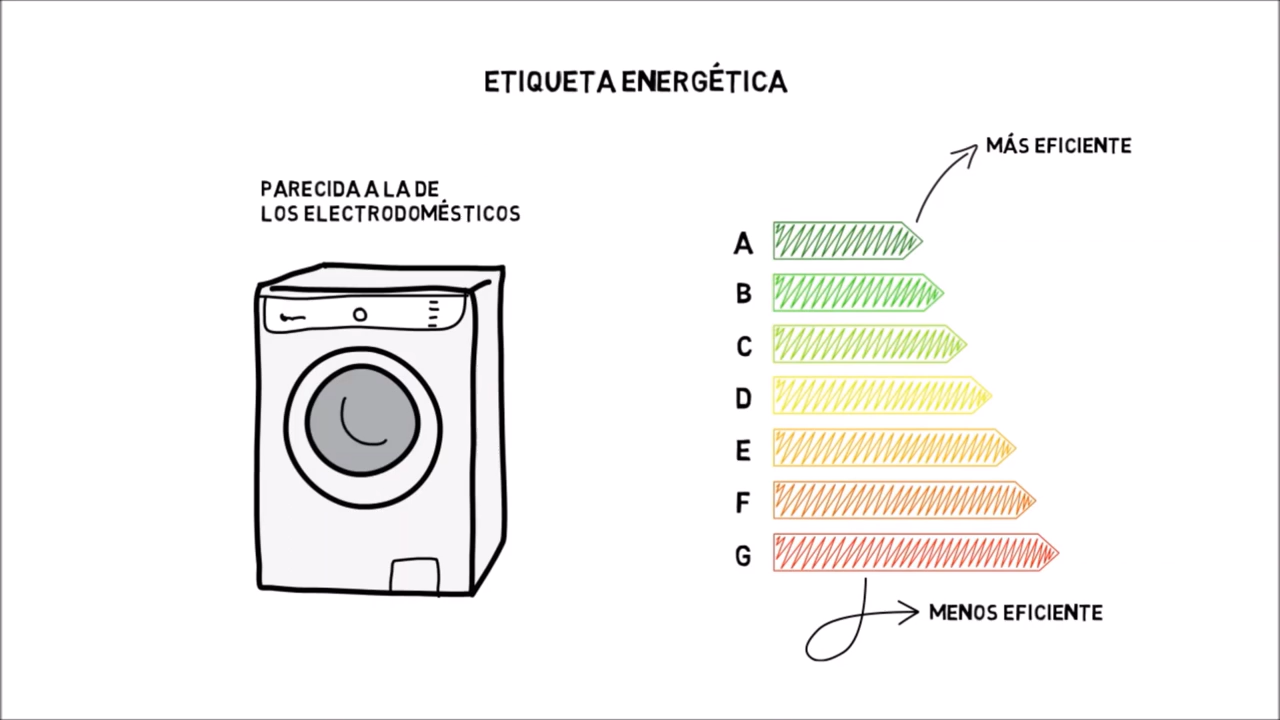 ETIQUETA ENERGÉTICA
MÁS EFICIENTE
PARECIDA A LA DE
LOS ELECTRODOMÉSTICOS
A
B
C
D
E
F
G
MENOS EFICIENTE